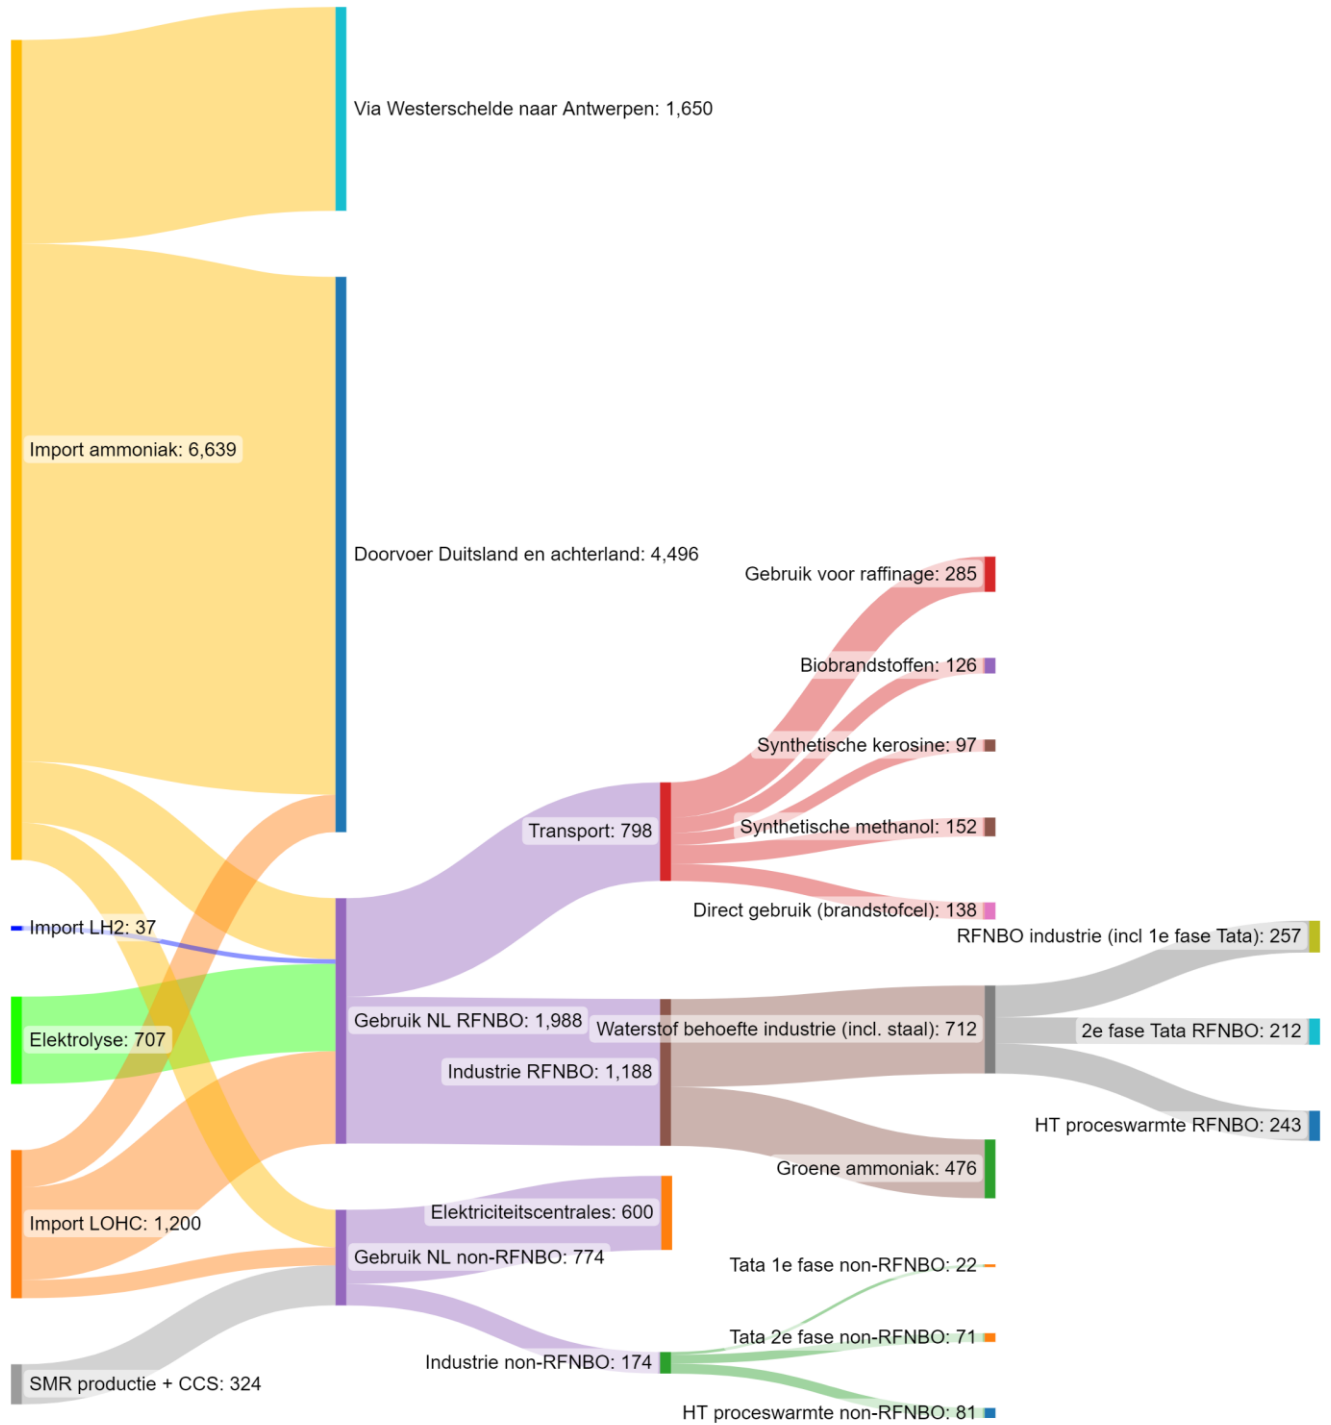 Via Westerschelde naar Antwerpen: 1,650
Import ammoniak: 6,639
Doorvoer Duitsland en achterland: 4,496
Gebruik voor raffinage: 285
Biobrandstoffen: 126
Synthetische kerosine: 97
Transport: 798
Synthetische methanol: 152
Direct gebruik (brandstofcel): 138
Import LH2: 37
RFNBO industrie (incl 1e fase Tata): 257
Gebruik NL RFNBO: 1,988
Waterstof behoefte industrie (incl. staal): 712
2e fase Tata RFNBO: 212
Elektrolyse: 707
Industrie RFNBO: 1,188
HT proceswarmte RFNBO: 243
Groene ammoniak: 476
Elektriciteitscentrales: 600
Import LOHC: 1,200
Gebruik NL non-RFNBO: 774
Tata 1e fase non-RFNBO: 22
Tata 2e fase non-RFNBO: 71
Industrie non-RFNBO: 174
SMR productie + CCS: 324
HT proceswarmte non-RFNBO: 81